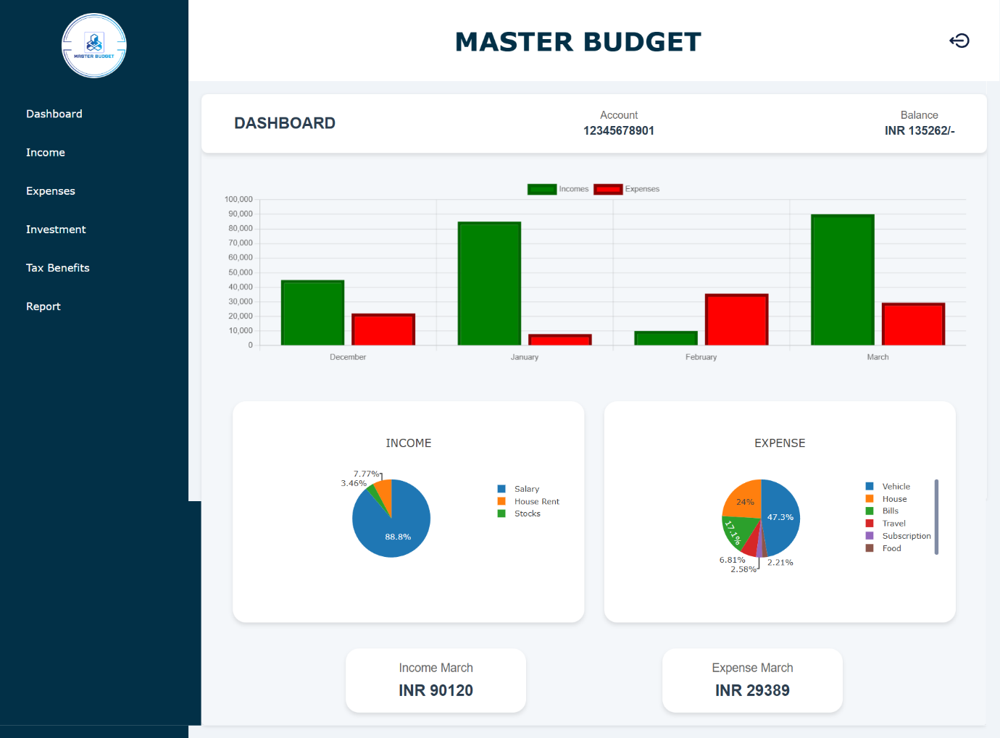 MASTER BUDGET
MASTER BUDGET
Dashboard
Income
Expenses
Investment
Tax Benefits
Report
DASHBOARD
Account
12345678901
Balance
INR 135262/-
Incomes Expenses
100,000
90,000
80,000
70,000
60,000
50,000
40,000
30,000
20,000
10,000
0
December January February March
INCOME
7.77%
3.46%
88.8%
Salary
House Rent
Stocks
EXPENSE
24%
47.3%
17.1%
6.81%
2.58%
2.21%
Vehicle
House
Bills
Travel
Subscription
Food
Income March
INR 90120
Expense March
INR 29389